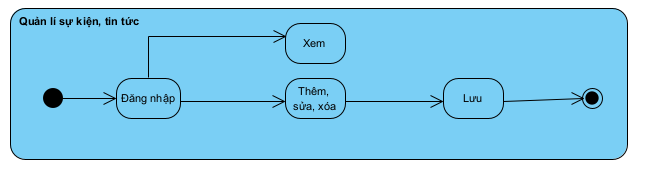 Quản lí sự kiện, tin tức
Xem
Đăng nhập
Thêm,
sửa, xóa
Lưu